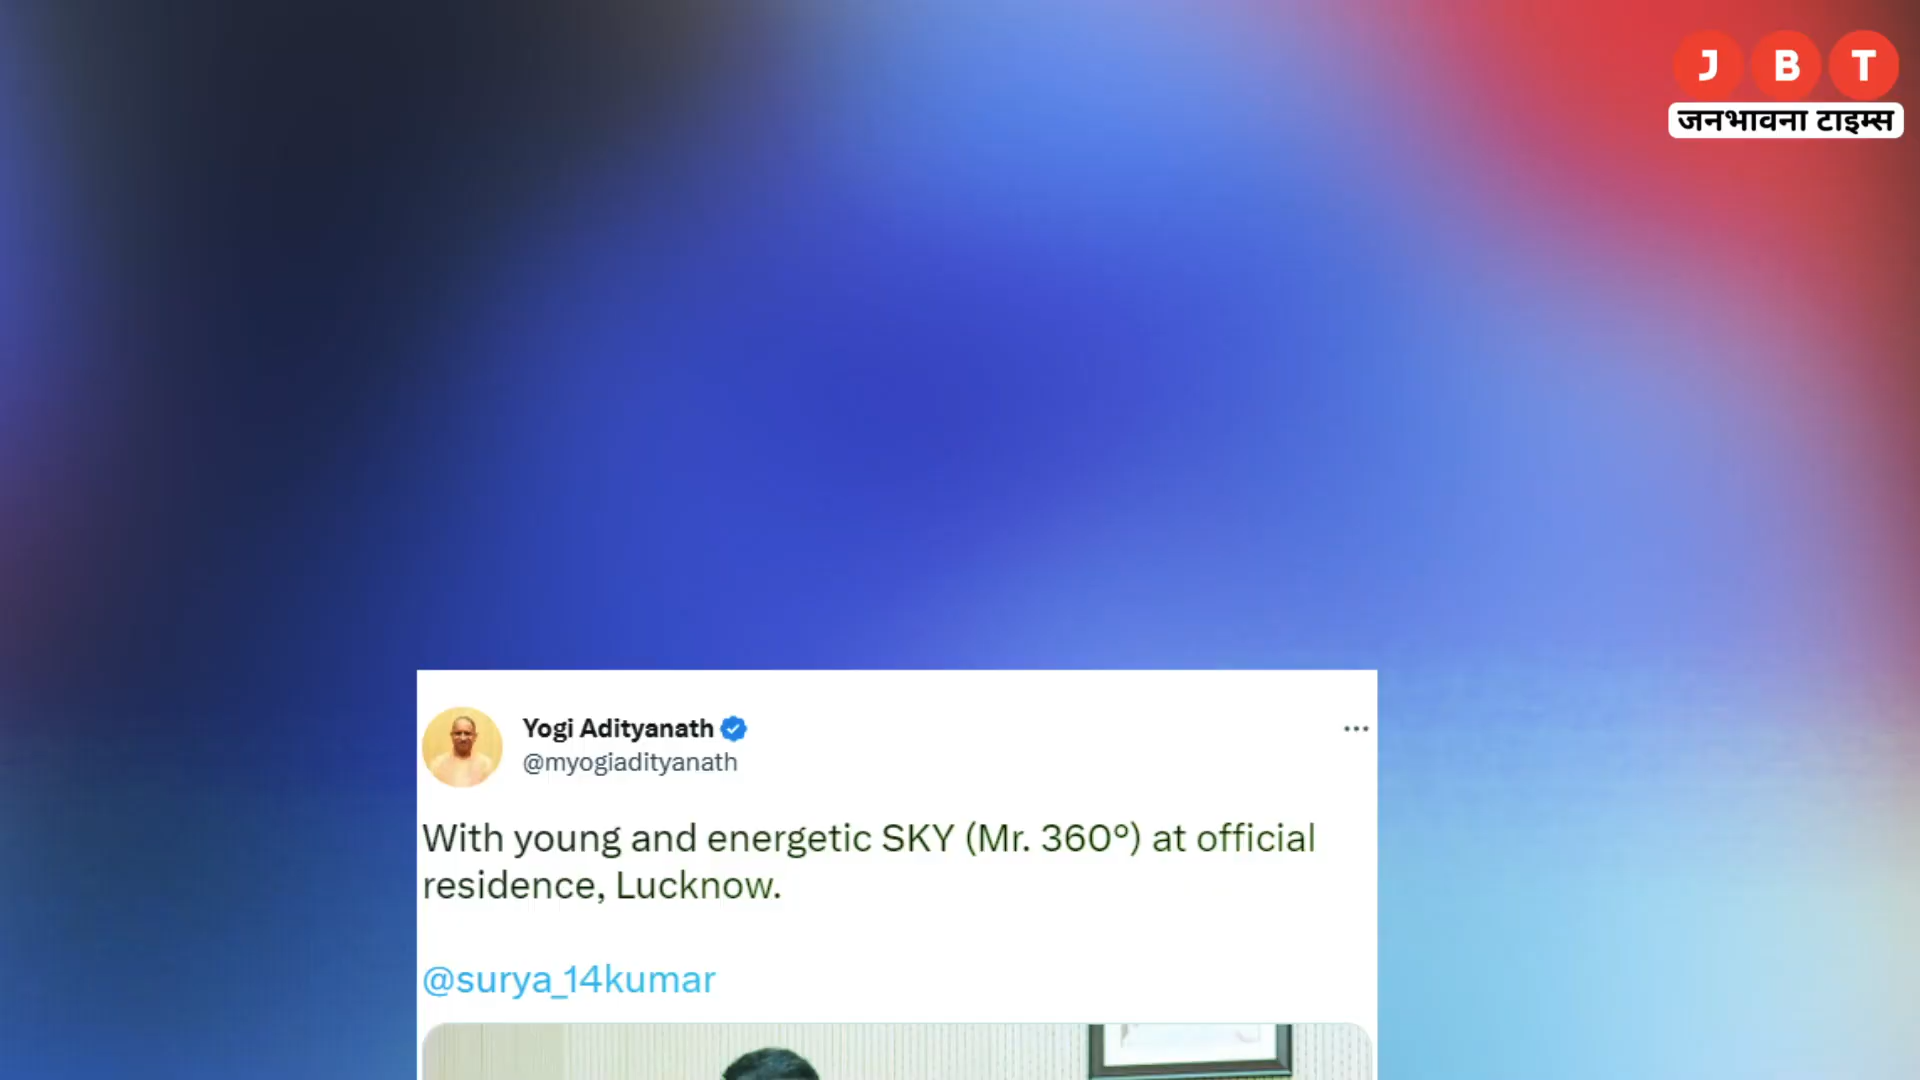 J B T
जनभावना टाइम्स
Yogi Adityanath
@myogiadityanath
With young and energetic SKY (Mr. 360°) at official
residence, Lucknow.
@surya_14kumar